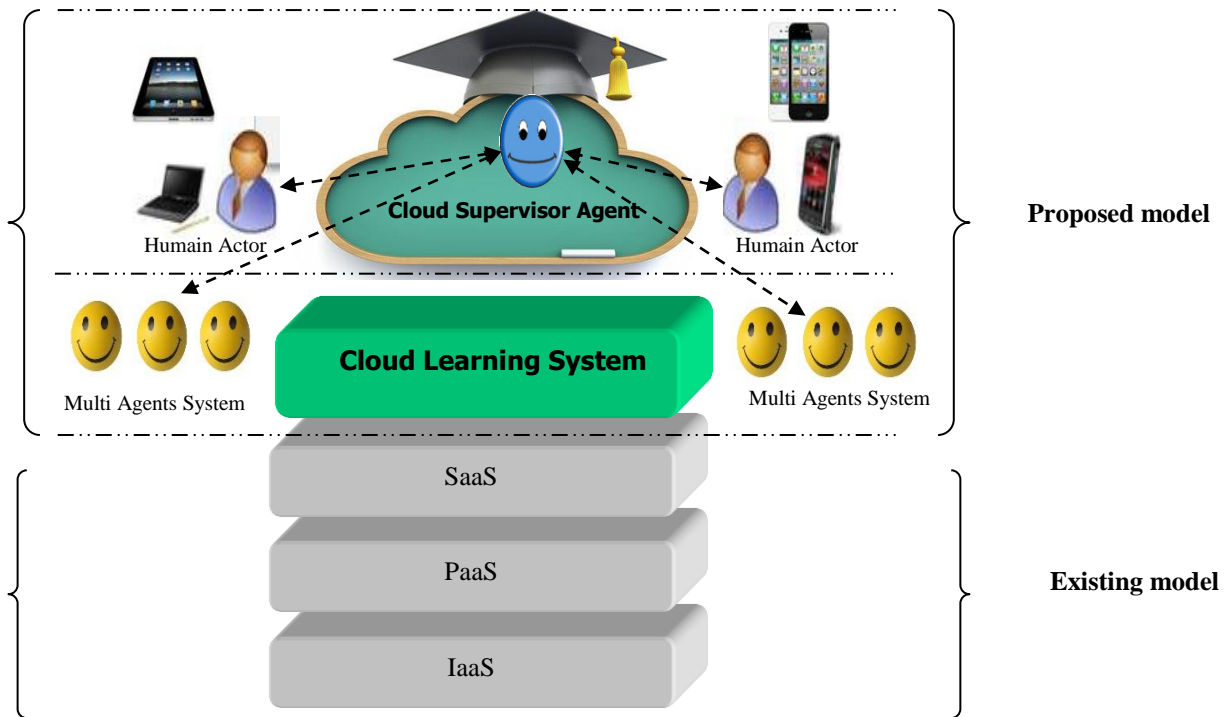 Cloud Supervisor Agent
Humain Actor
Humain Actor
Proposed model
Cloud Learning System
Multi Agents System
Multi Agents System
SaaS
PaaS
Existing model
IaaS